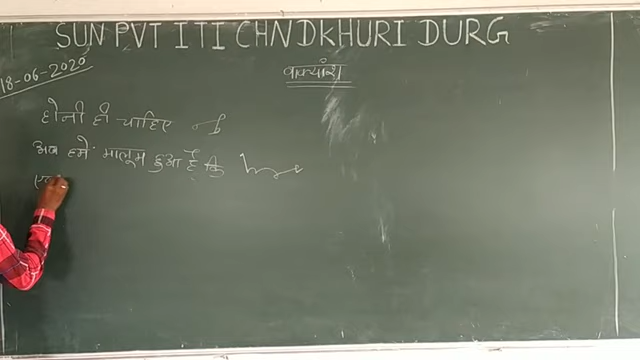 SUN PVT ITI CHNDKHURI DURG
18-06-2020
वाक्यांश
होनी ही चाहिए
अब हमें मालूम हुआ है कि